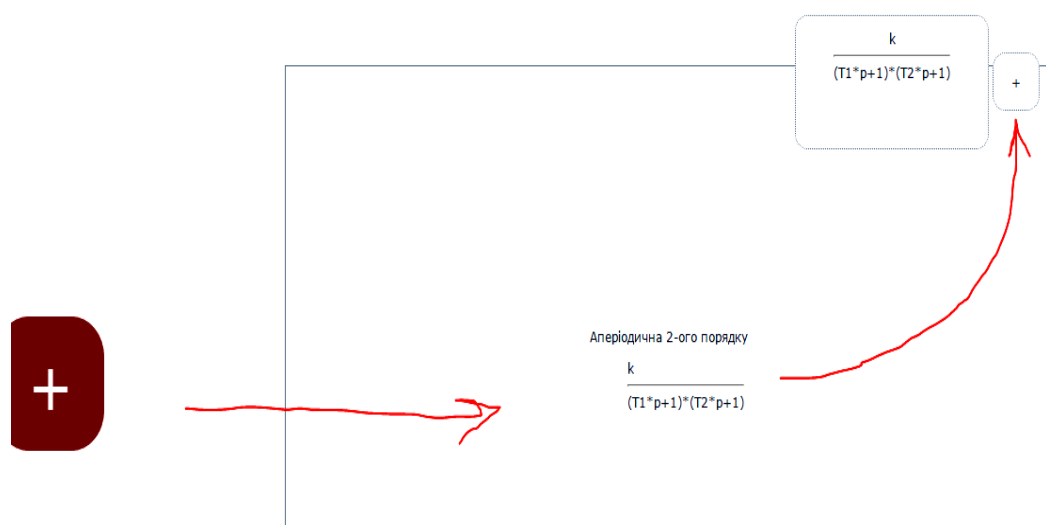 k
(T1*p+1)*(T2*p+1)
+
+
Аперіодична 2-ого порядку
k
(T1*p+1)*(T2*p+1)